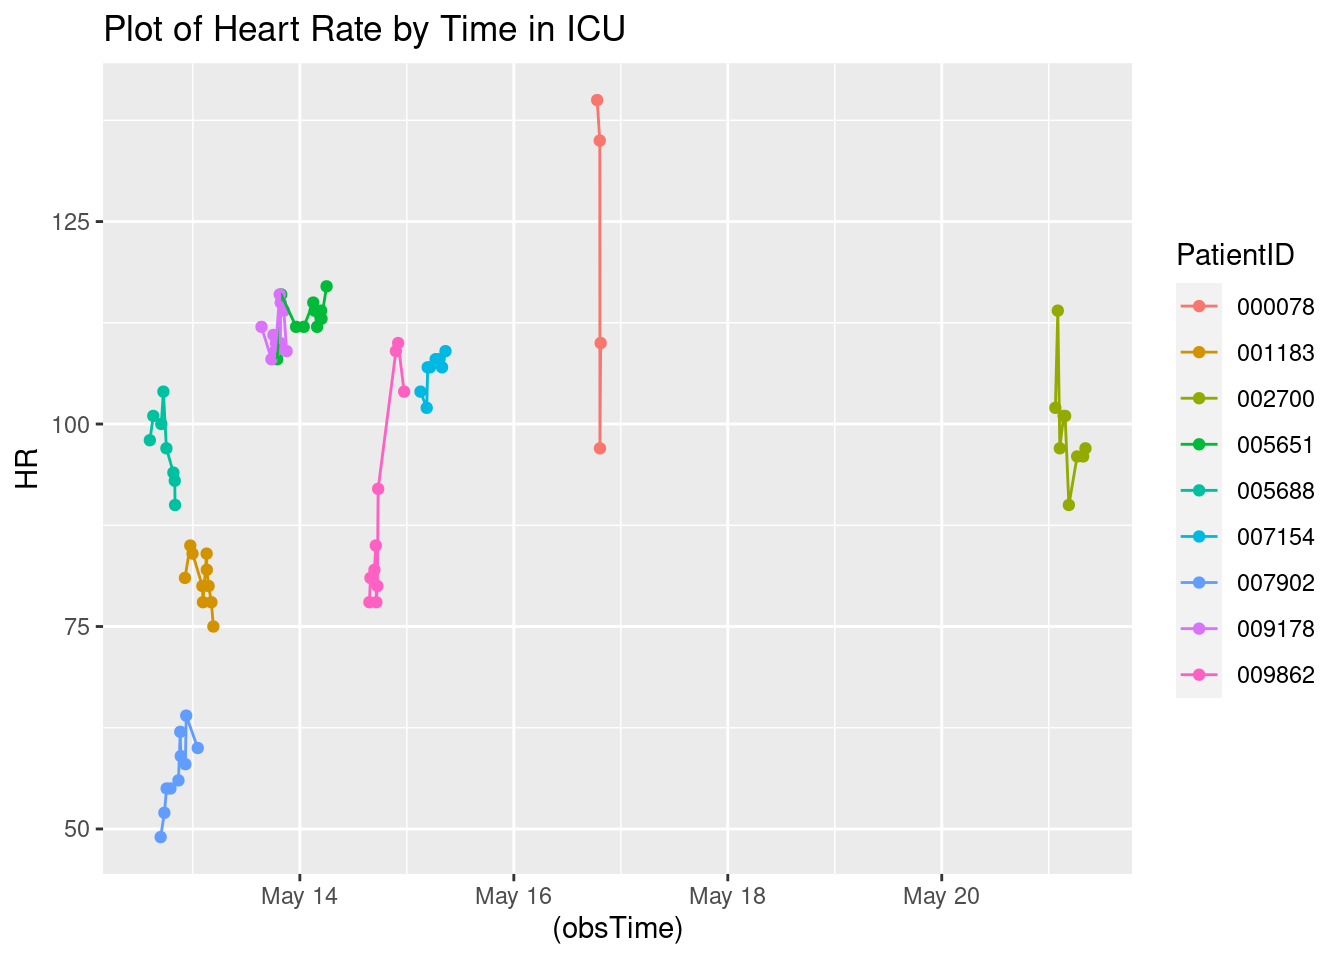 Plot of Heart Rate by Time in ICU
125
100
75
50
HR
May 14
May 16
May 18
May 20
(obsTime)
PatientID
000078
001183
002700
005651
005688
007154
007902
009178
009862